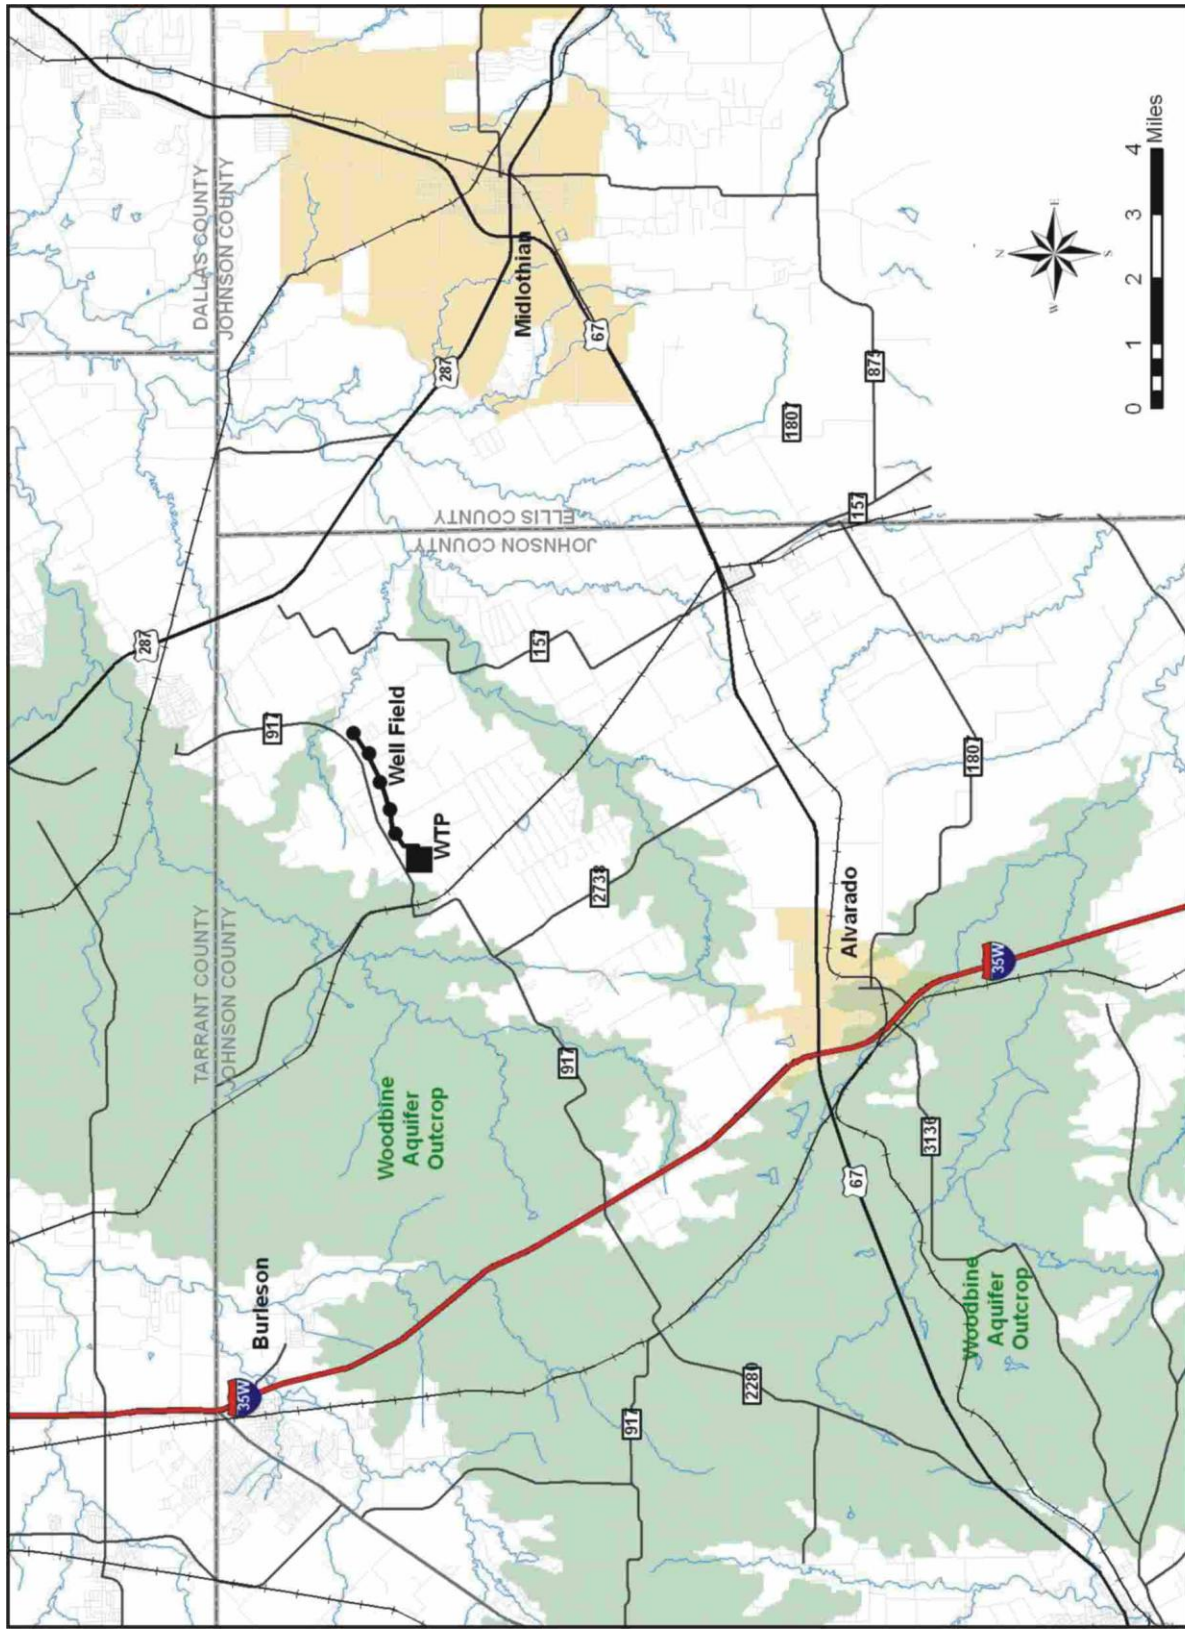 287
TARRANT COUNTY
JOHNSON COUNTY
DALLAS COUNTY
JOHNSON COUNTY
35W
Burleson
917
Woodbine
Aquifer
Outcrop
Well Field
WTP
287
JOHNSON COUNTY
ELLIS COUNTY
Midlothian
157
917
67
2738
917
2280
1807
Alvarado
67
157
875
3136
1807
Woodbine
Aquifer
Outcrop
35W
N
W
E
S
0 1 2 3 4
Miles